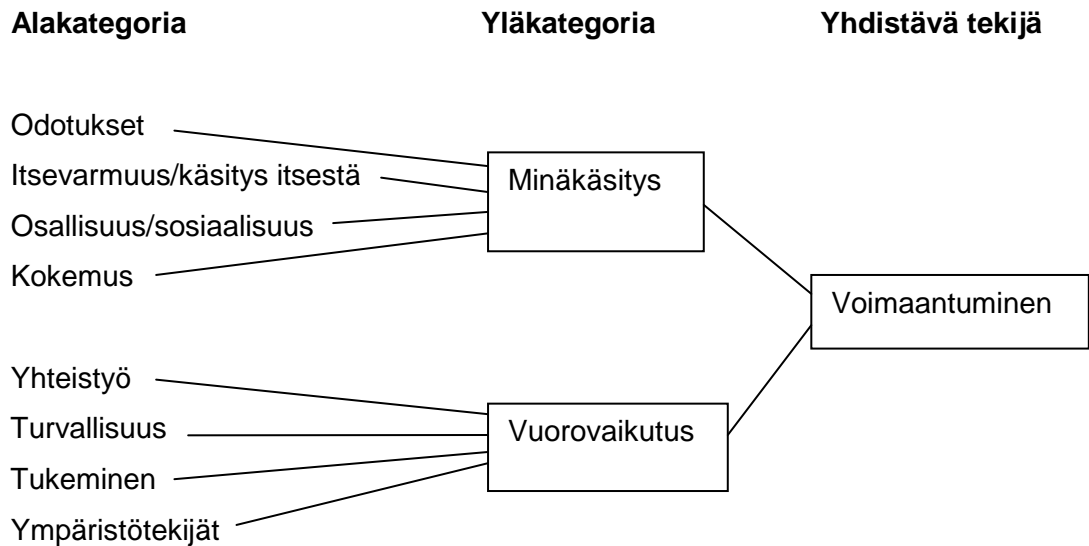 Alakategoria Yläkategoria Yhdistävä tekijä
Odotukset
Itsevarmuus/käsitys itsestä
Minäkäsitys
Osallisuus/sosiaalisuus
Kokemus
Voimaantuminen
Yhteistyö
Turvallisuus
Vuorovaikutus
Tukeminen
Ympäristötekijät